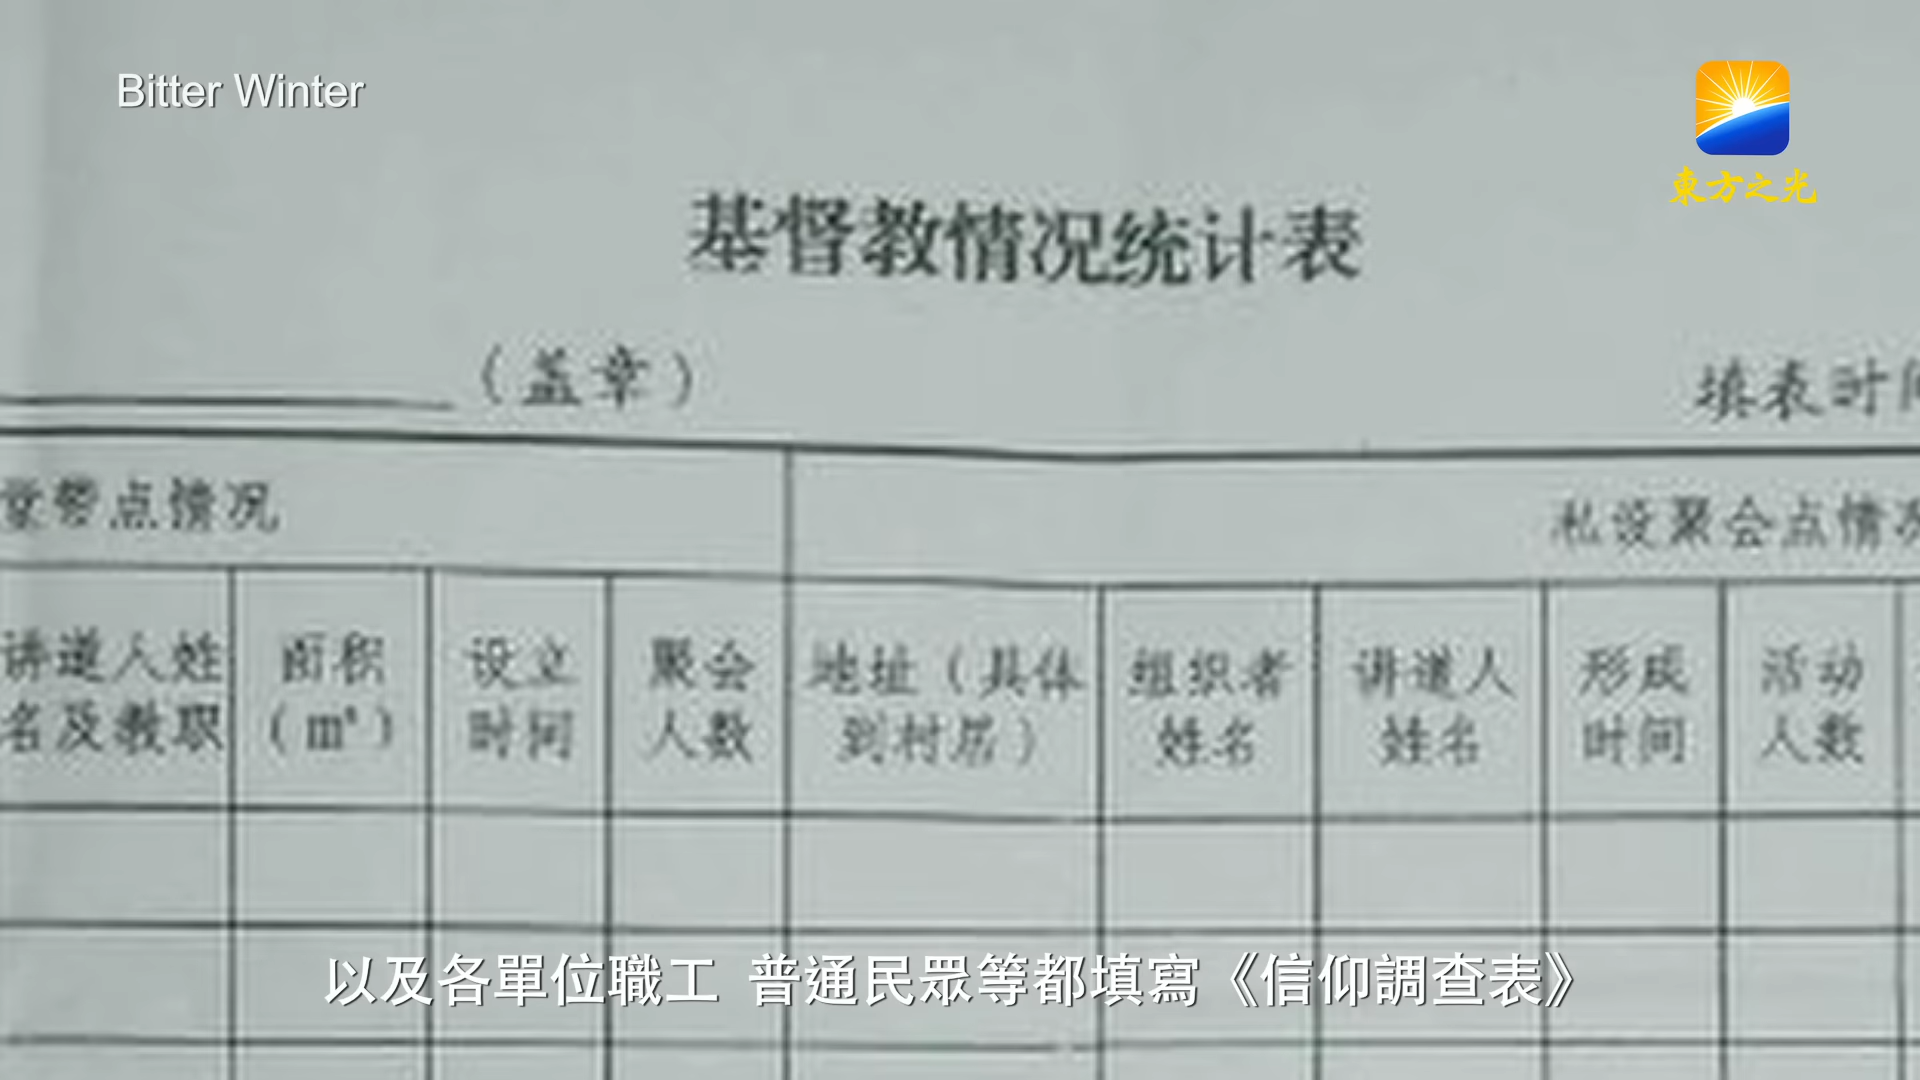 Bitter Winter
東方之光
基督教情况统计表
（盖章）
填表时间
堂带点情况
私设聚会点情况
讲道人姓名及教职
面积（m²）
设立时间
聚会人数
地址（具体到村居）
组织者姓名
讲道人姓名
形成时间
活动人数
以及各單位職工 普通民眾等都填寫《信仰調查表》